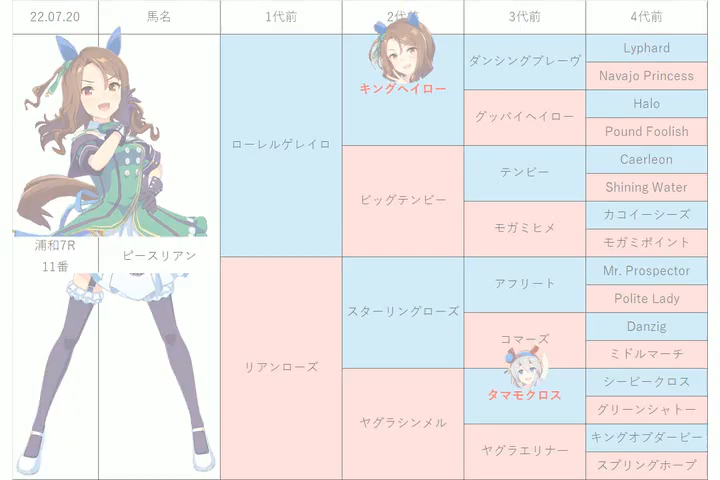 22.07.20 馬名 1代前 2代前 3代前 4代前
浦和7R
11番
ピースリアン
ローレルゲレイロ
リアンローズ
キングヘイロー
ビッグテンビー
スターリングローズ
ヤグラシンメル
ダンシングブレーヴ
グッバイヘイロー
テンビー
モガミヒメ
アフリート
コマーズ
タマモクロス
ヤグラエリナー
Lyphard
Navajo Princess
Halo
Pound Foolish
Caerleon
Shining Water
カコイーシーズ
モガミポイント
Mr. Prospector
Polite Lady
Danzig
ミドルマーチ
シービークロス
グリーンシャトー
キングオブダービー
スプリングホープ